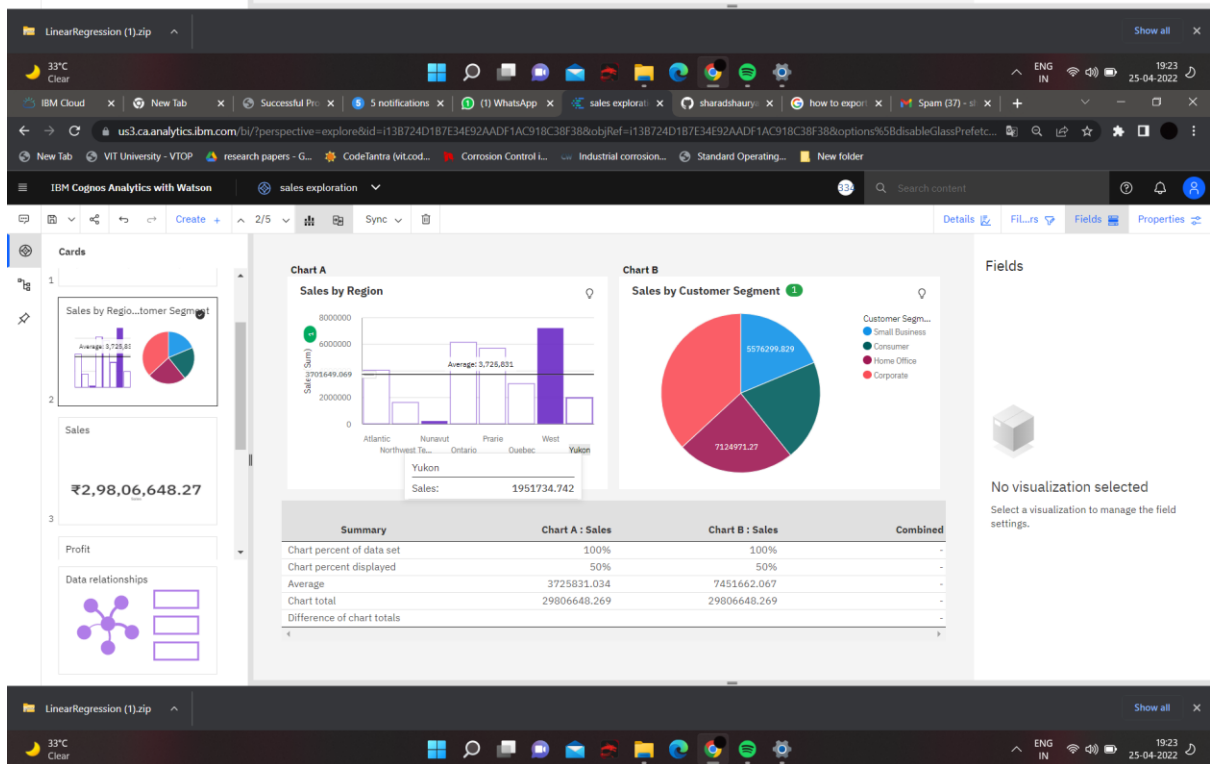 LinearRegression (1).zip Show all
33°C ENG 19:23
Clear IN 25-04-2022
IBM Cloud New Tab Successful Pro 5 notifications (1) WhatsApp sales explorati sharadshaurya how to export Spam (37) - s
us3.ca.analytics.ibm.com/bi/?perspective=explore&id=i13B724D1B7E34E92AADF1AC918C38F38&objRef=i13B724D1B7E34E92AADF1AC918C38F38&options%5BdisableGlassPrefetc...
New Tab VIT University - VTOP research papers - G... CodeTantra (vit.cod... Corrosion Control i... Industrial corrosion... Standard Operating... New folder
IBM Cognos Analytics with Watson sales exploration 334 Search content
Create + 2/5 Sync Details Fil...rs Fields Properties
Cards
1
Sales by Regio...tomer Segment
Average: 3,725,83
2
Sales
₹2,98,06,648.27
3
Profit
Data relationships
Chart A
Sales by Region
Sales (Sum)
8000000
6000000
3701649.069
2000000
0
Average: 3,725,831
Atlantic Nunavut Prarie West
Northwest Te... Ontario Quebec Yukon
Yukon
Sales: 1951734.742
Chart B
Sales by Customer Segment 1
5576299.829
7124971.27
Customer Segm...
Small Business
Consumer
Home Office
Corporate
Summary Chart A : Sales Chart B : Sales Combined
Chart percent of data set 100% 100% -
Chart percent displayed 50% 50% -
Average 3725831.034 7451662.067 -
Chart total 29806648.269 29806648.269 -
Difference of chart totals -
Fields
No visualization selected
Select a visualization to manage the field
settings.
LinearRegression (1).zip Show all
33°C ENG 19:23
Clear IN 25-04-2022